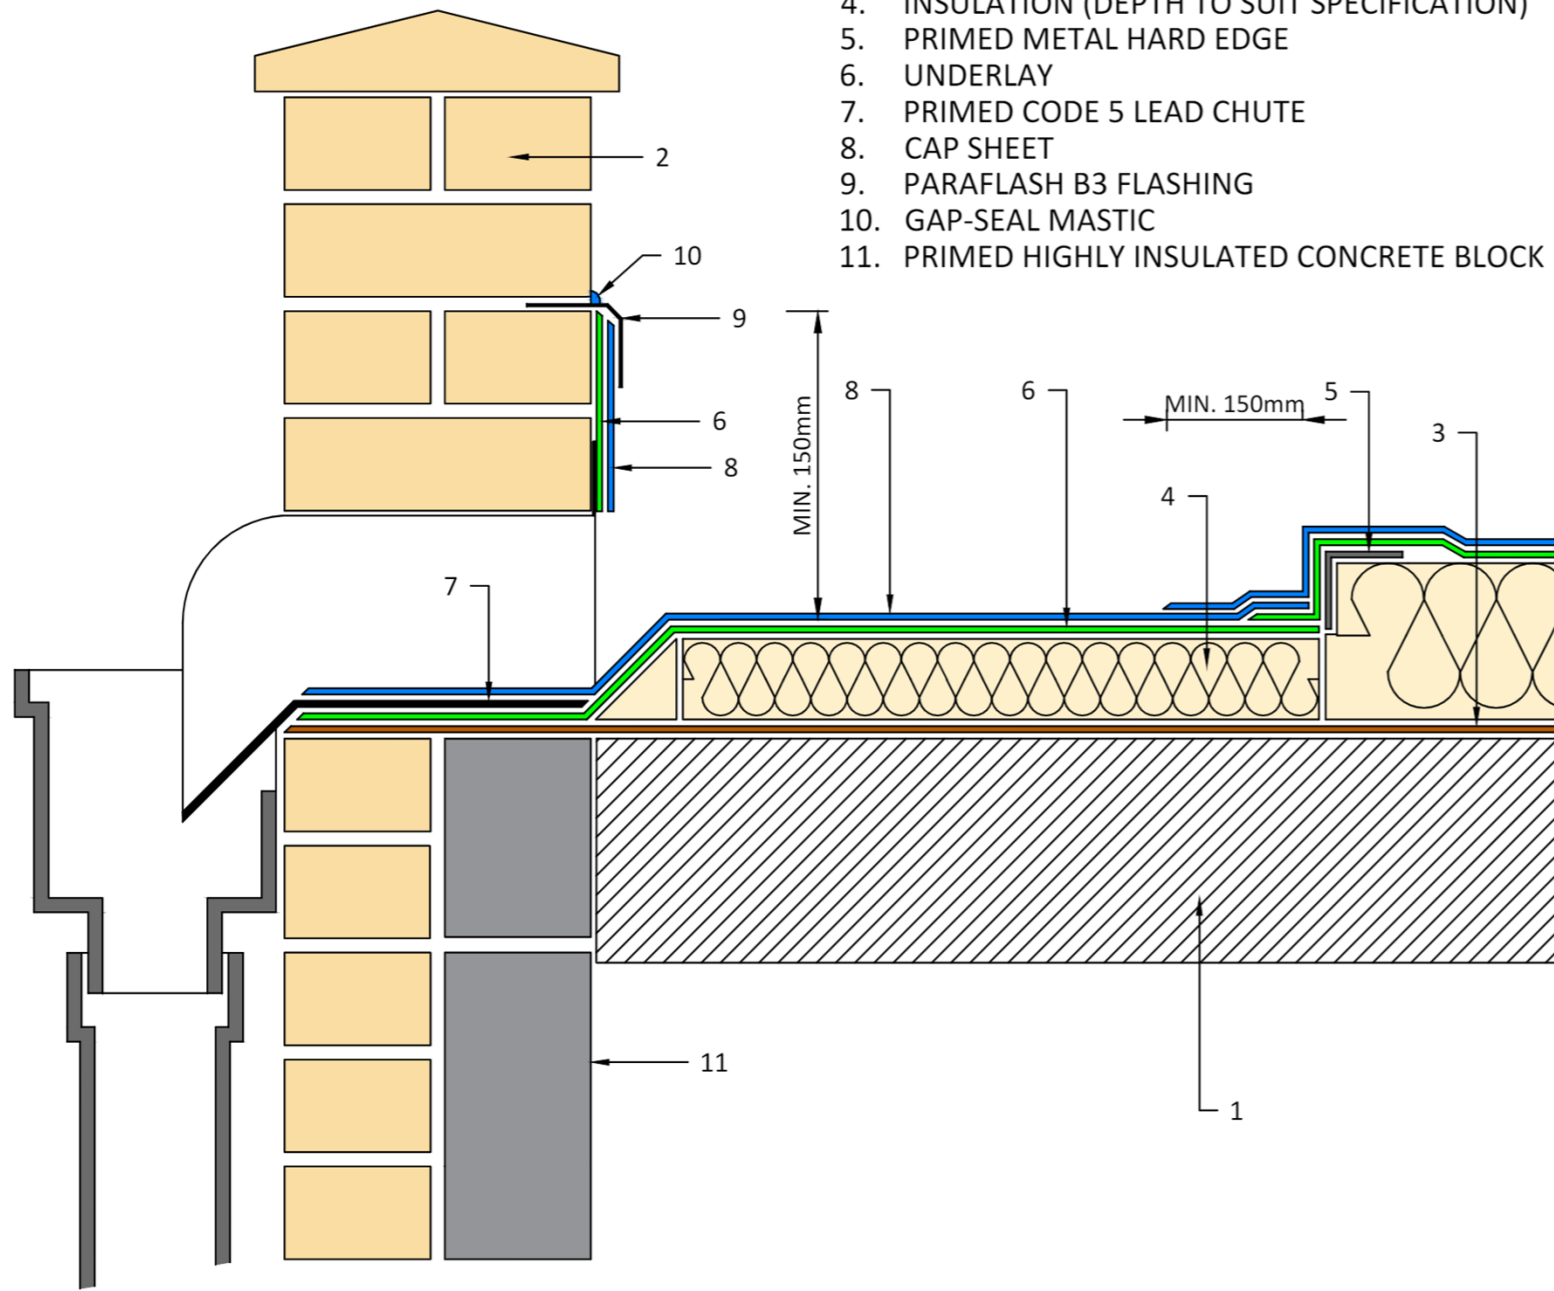 4. INSULATION (DEPTH TO SUIT SPECIFICATION)
5. PRIMED METAL HARD EDGE
6. UNDERLAY
7. PRIMED CODE 5 LEAD CHUTE
8. CAP SHEET
9. PARAFLASH B3 FLASHING
10. GAP-SEAL MASTIC
11. PRIMED HIGHLY INSULATED CONCRETE BLOCK
2
10
9
6
8
MIN. 150mm
8
6
MIN. 150mm
5
3
4
7
11
1